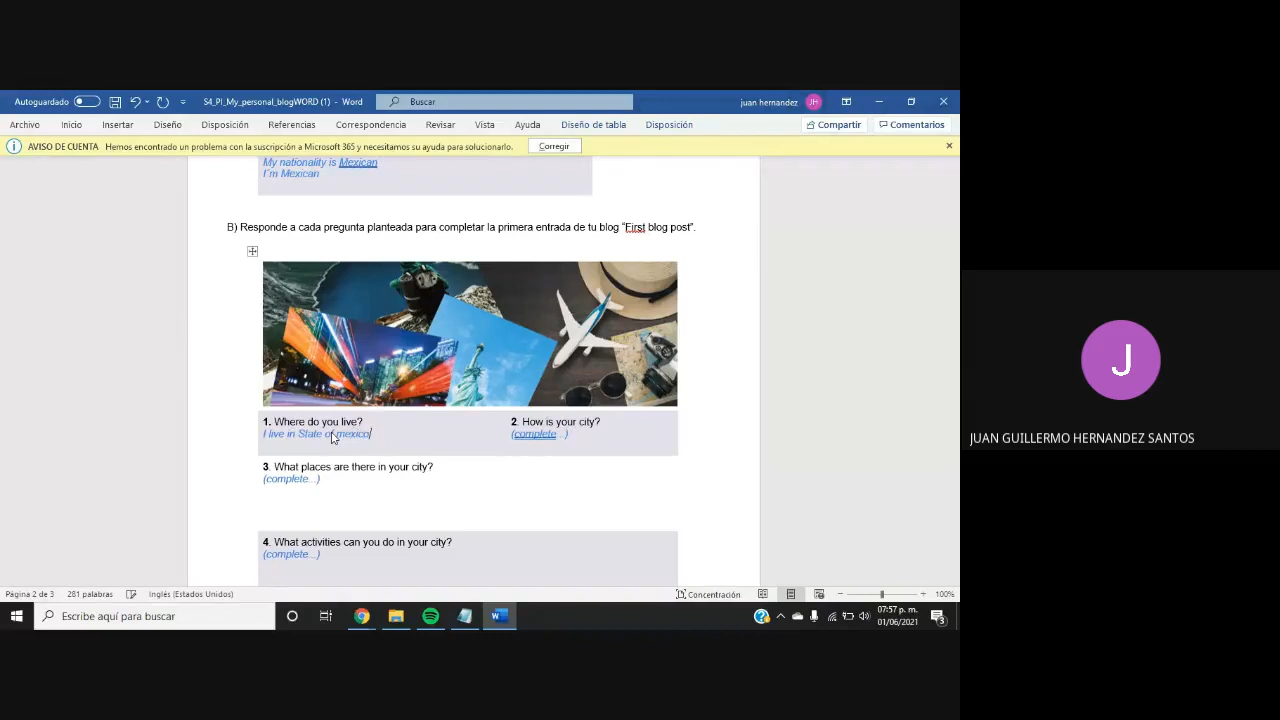 Autoguardado
S4_PI_My_personal_blogWORD (1) - Word
Buscar
juan hernandez
JH
Archivo
Inicio
Insertar
Diseño
Disposición
Referencias
Correspondencia
Revisar
Vista
Ayuda
Diseño de tabla
Disposición
Compartir
Comentarios
AVISO DE CUENTA Hemos encontrado un problema con la suscripción a Microsoft 365 y necesitamos su ayuda para solucionarlo.
Corregir
My nationality is Mexican
I´m Mexican
B) Responde a cada pregunta planteada para completar la primera entrada de tu blog “First blog post”.
1. Where do you live?
I live in State of mexico
2. How is your city?
(complete...)
3. What places are there in your city?
(complete...)
4. What activities can you do in your city?
(complete...)
J
JUAN GUILLERMO HERNANDEZ SANTOS
Página 2 de 3
281 palabras
Inglés (Estados Unidos)
Concentración
100%
Escribe aquí para buscar
07:57 p. m.
01/06/2021
3